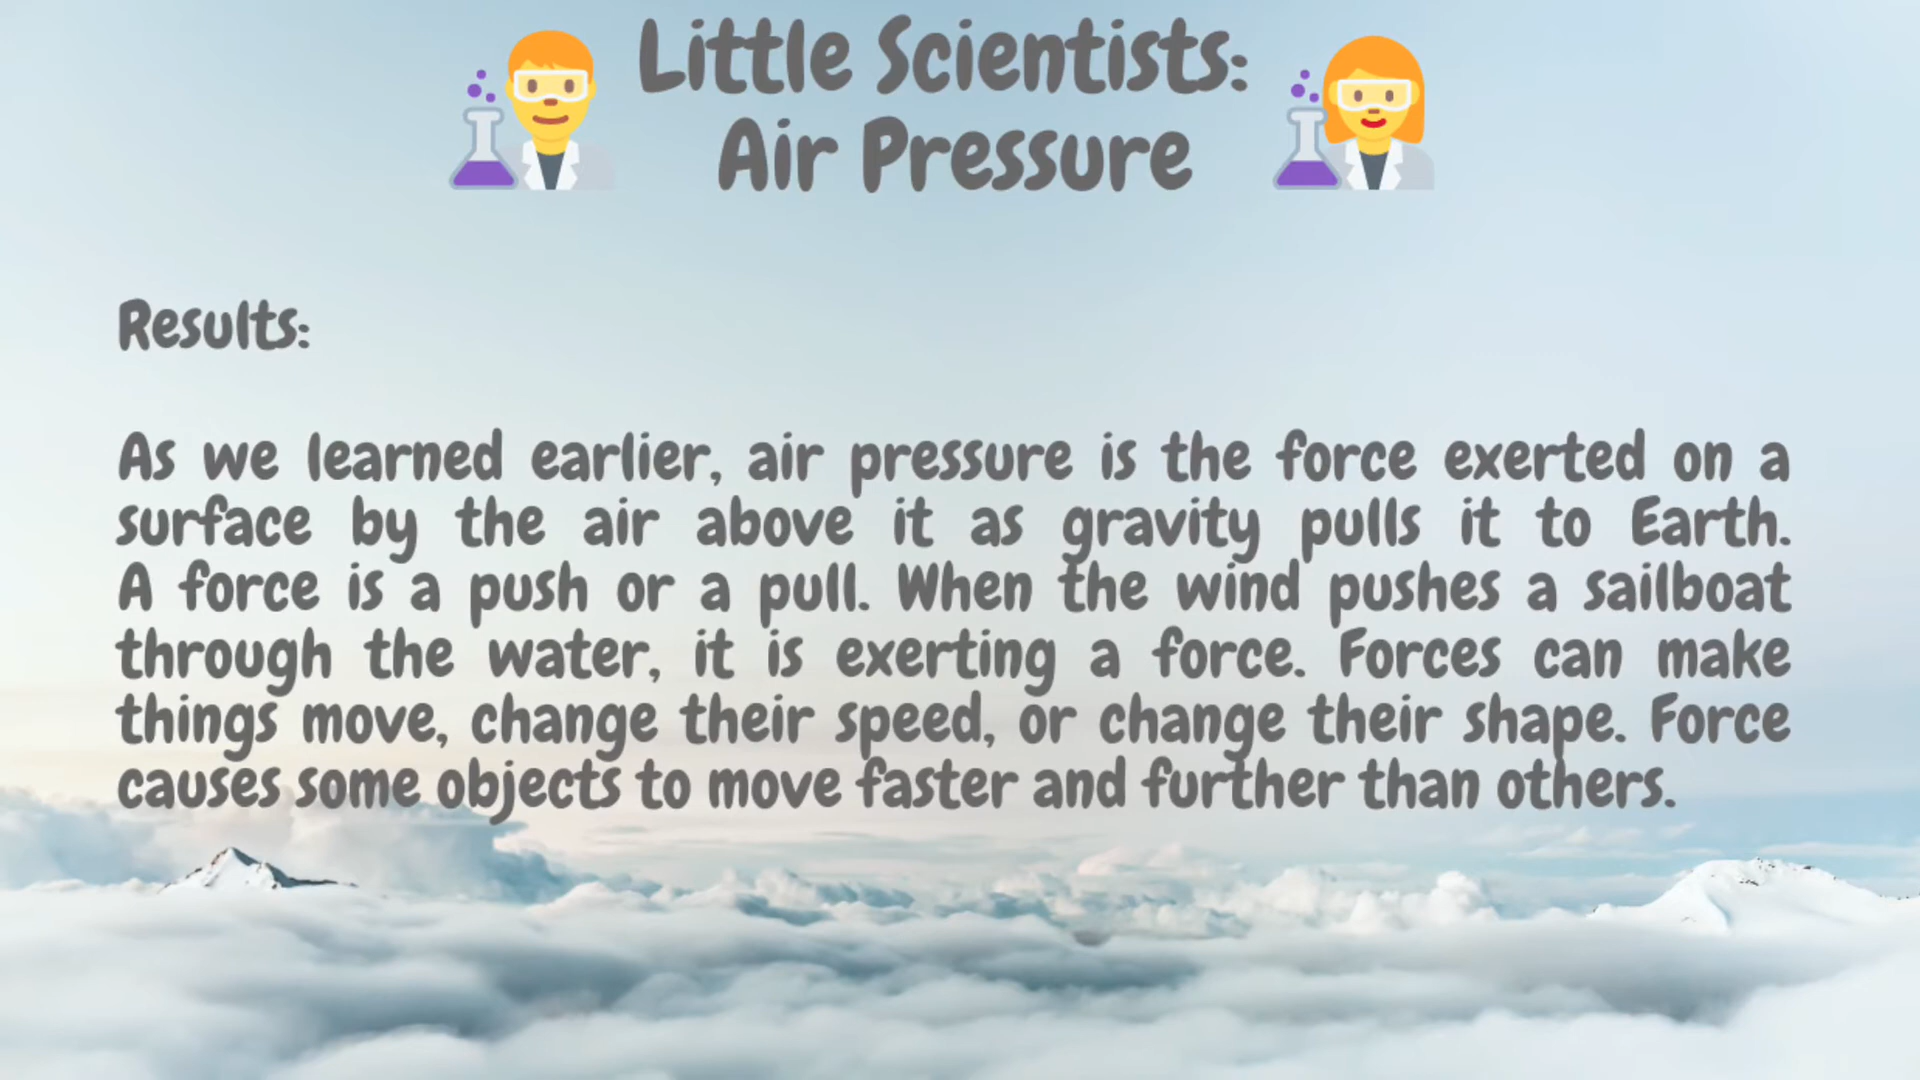 Little Scientists:
Air Pressure
Results:
As we learned earlier, air pressure is the force exerted on a
surface by the air above it as gravity pulls it to Earth.
A force is a push or a pull. When the wind pushes a sailboat
through the water, it is exerting a force. Forces can make
things move, change their speed, or change their shape. Force
causes some objects to move faster and further than others.